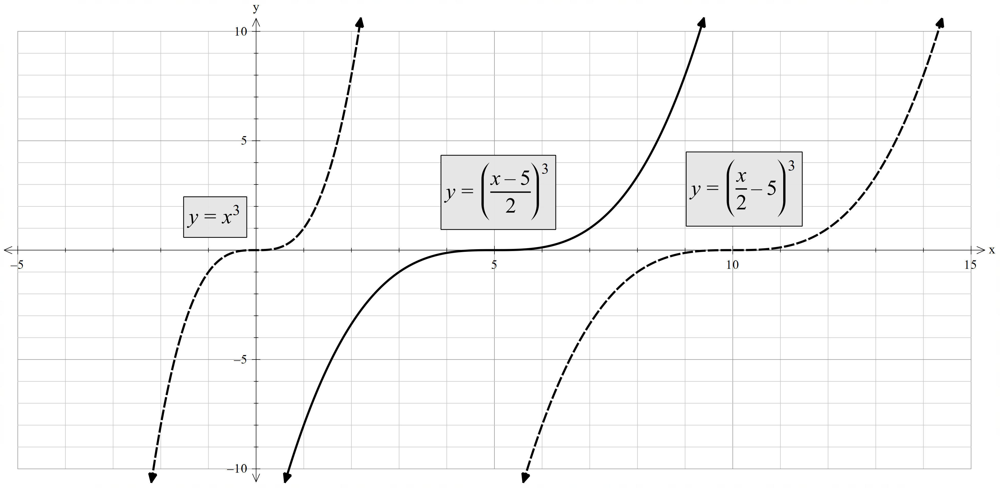 y
10
5
y = x^3
y = ((x – 5)/2)^3
y = (x/2 – 5)^3
x
–5
5
10
15
–5
–10